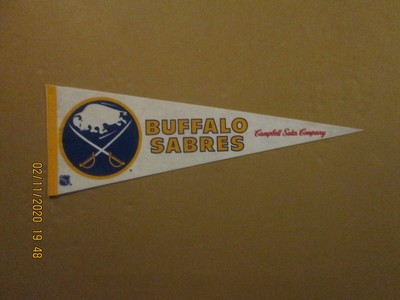 BUFFALO
SABRES
Campbell Sales Company
02/11/2020 19:48